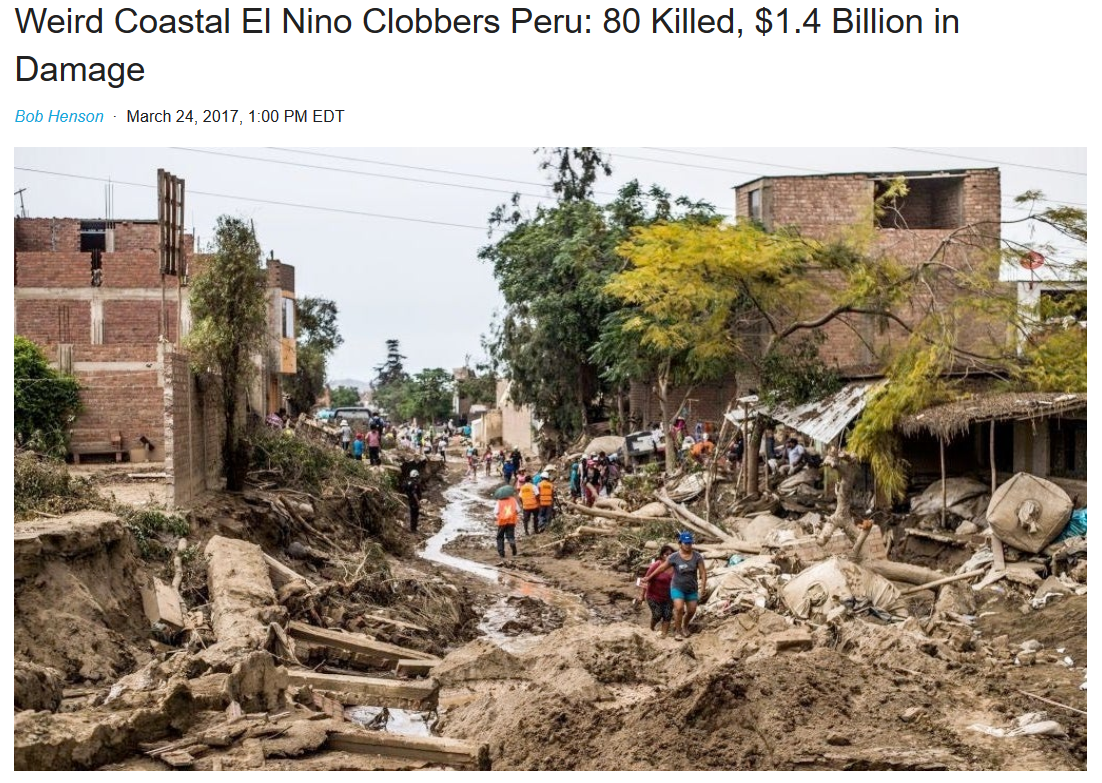 Weird Coastal El Nino Clobbers Peru: 80 Killed, $1.4 Billion in
Damage
Bob Henson · March 24, 2017, 1:00 PM EDT